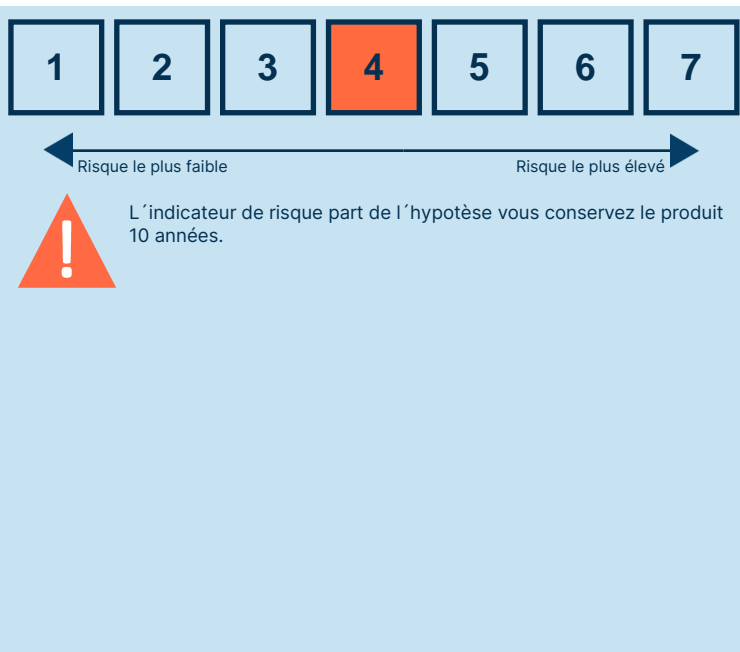 1 2 3 4 5 6 7
Risque le plus faible Risque le plus élevé
!
L´indicateur de risque part de l´hypotèse vous conservez le produit
10 années.